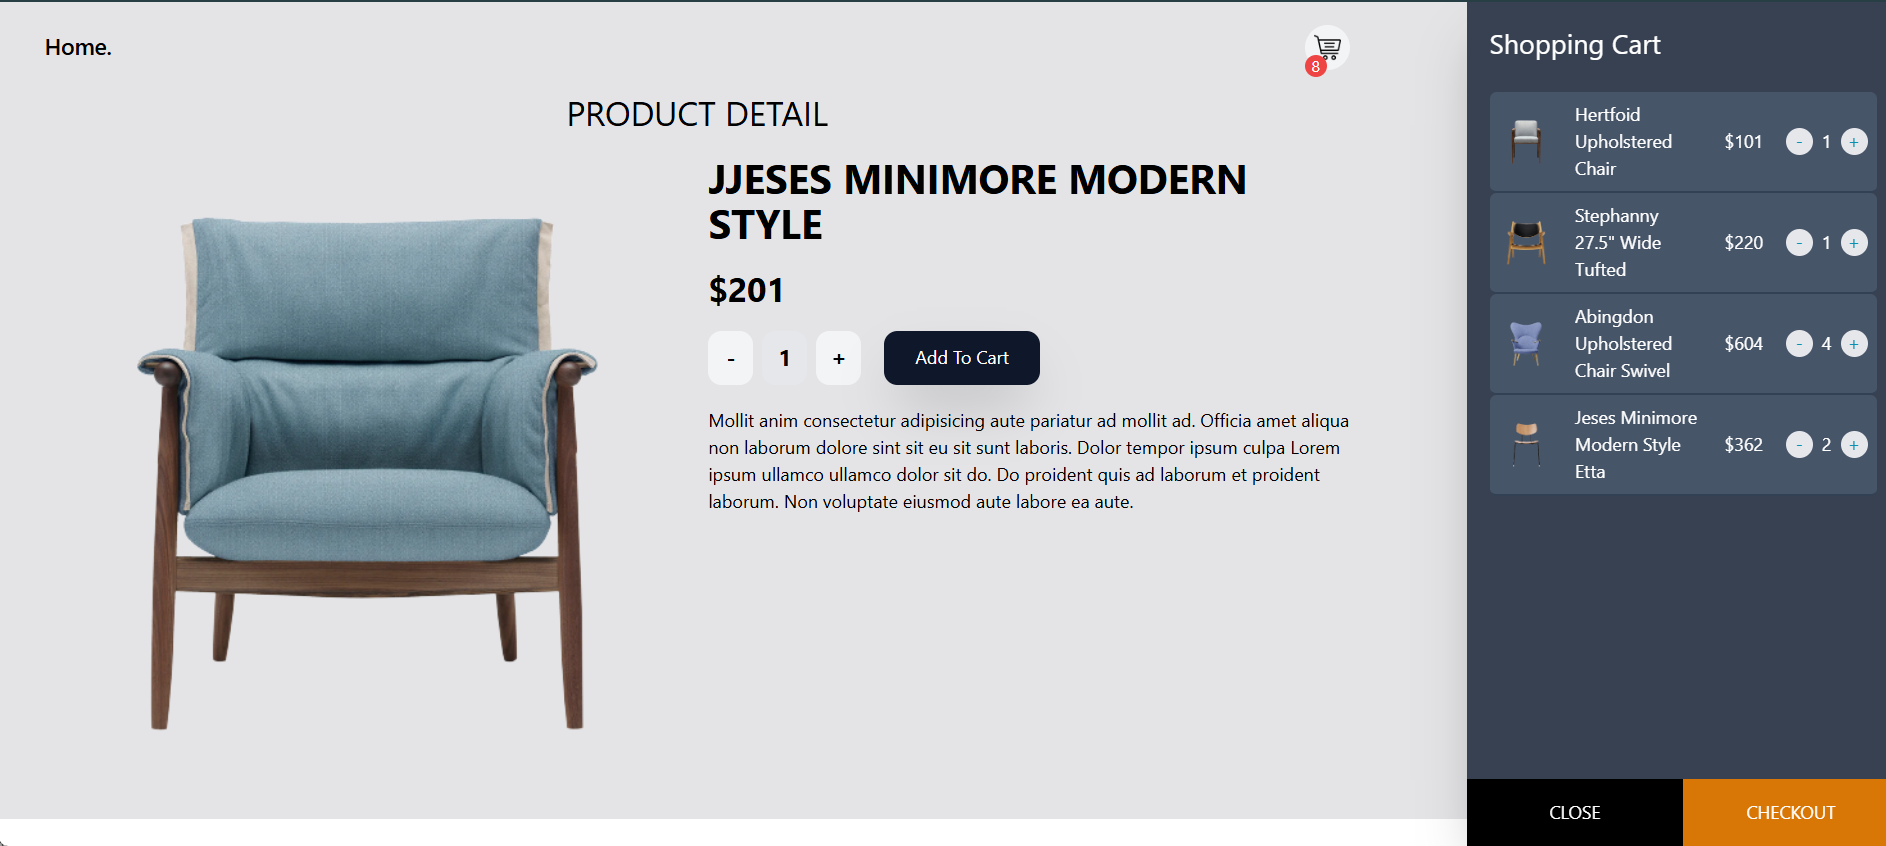 Home.
8
PRODUCT DETAIL
JJESES MINIMORE MODERN
STYLE
$201
- 1 + Add To Cart
Mollit anim consectetur adipisicing aute pariatur ad mollit ad. Officia amet aliqua
non laborum dolore sint sit eu sit sunt laboris. Dolor tempor ipsum culpa Lorem
ipsum ullamco ullamco dolor sit do. Do proident quis ad laborum et proident
laborum. Non voluptate eiusmod aute labore ea aute.
Shopping Cart
Hertfoid
Upholstered
Chair
$101 - 1 +
Stephanny
27.5" Wide
Tufted
$220 - 1 +
Abingdon
Upholstered
Chair Swivel
$604 - 4 +
Jeses Minimore
Modern Style
Etta
$362 - 2 +
CLOSE
CHECKOUT